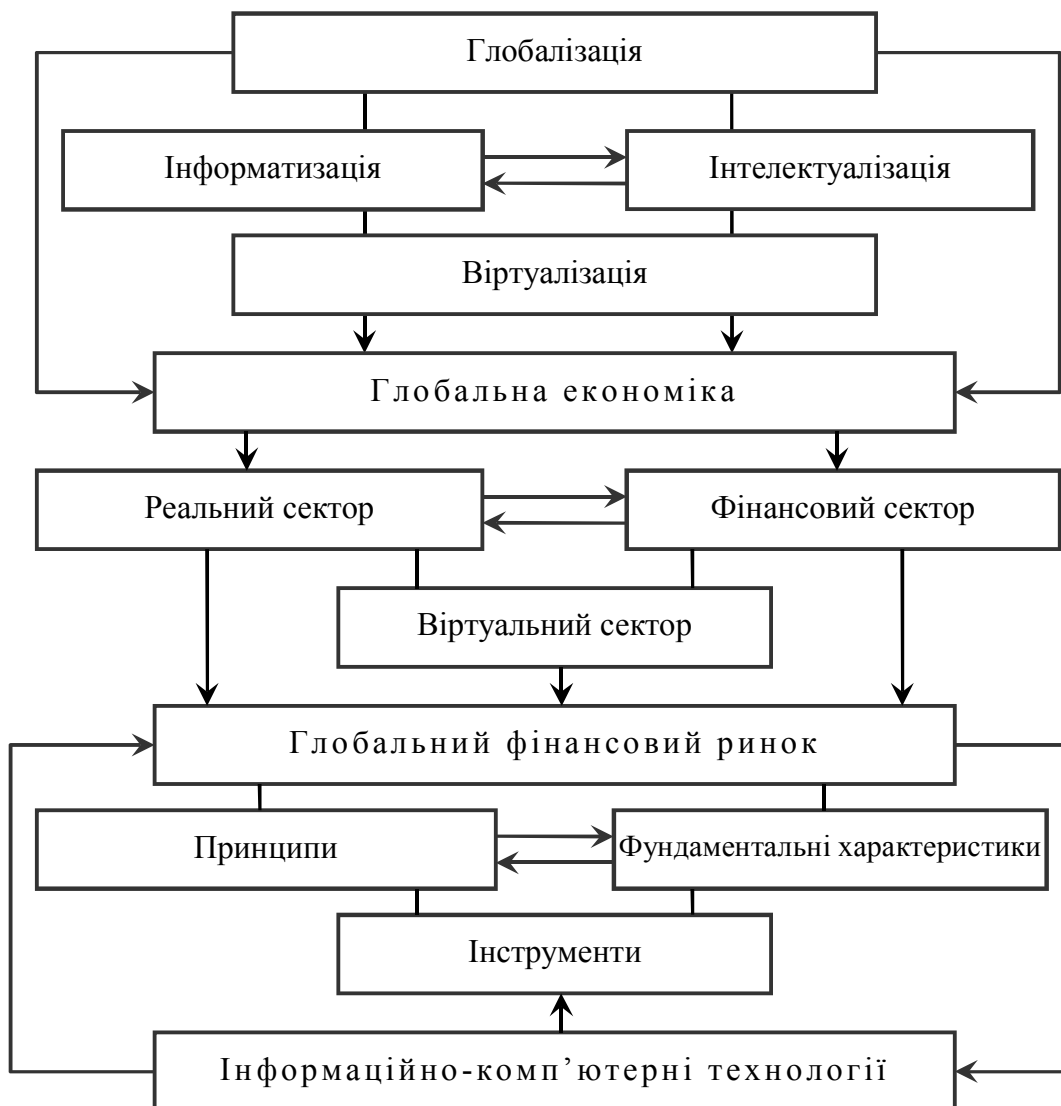 Глобалізація
Інформатизація
Інтелектуалізація
Віртуалізація
Глобальна економіка
Реальний сектор
Фінансовий сектор
Віртуальний сектор
Глобальний фінансовий ринок
Принципи
Фундаментальні характеристики
Інструменти
Інформаційно-комп’ютерні технології